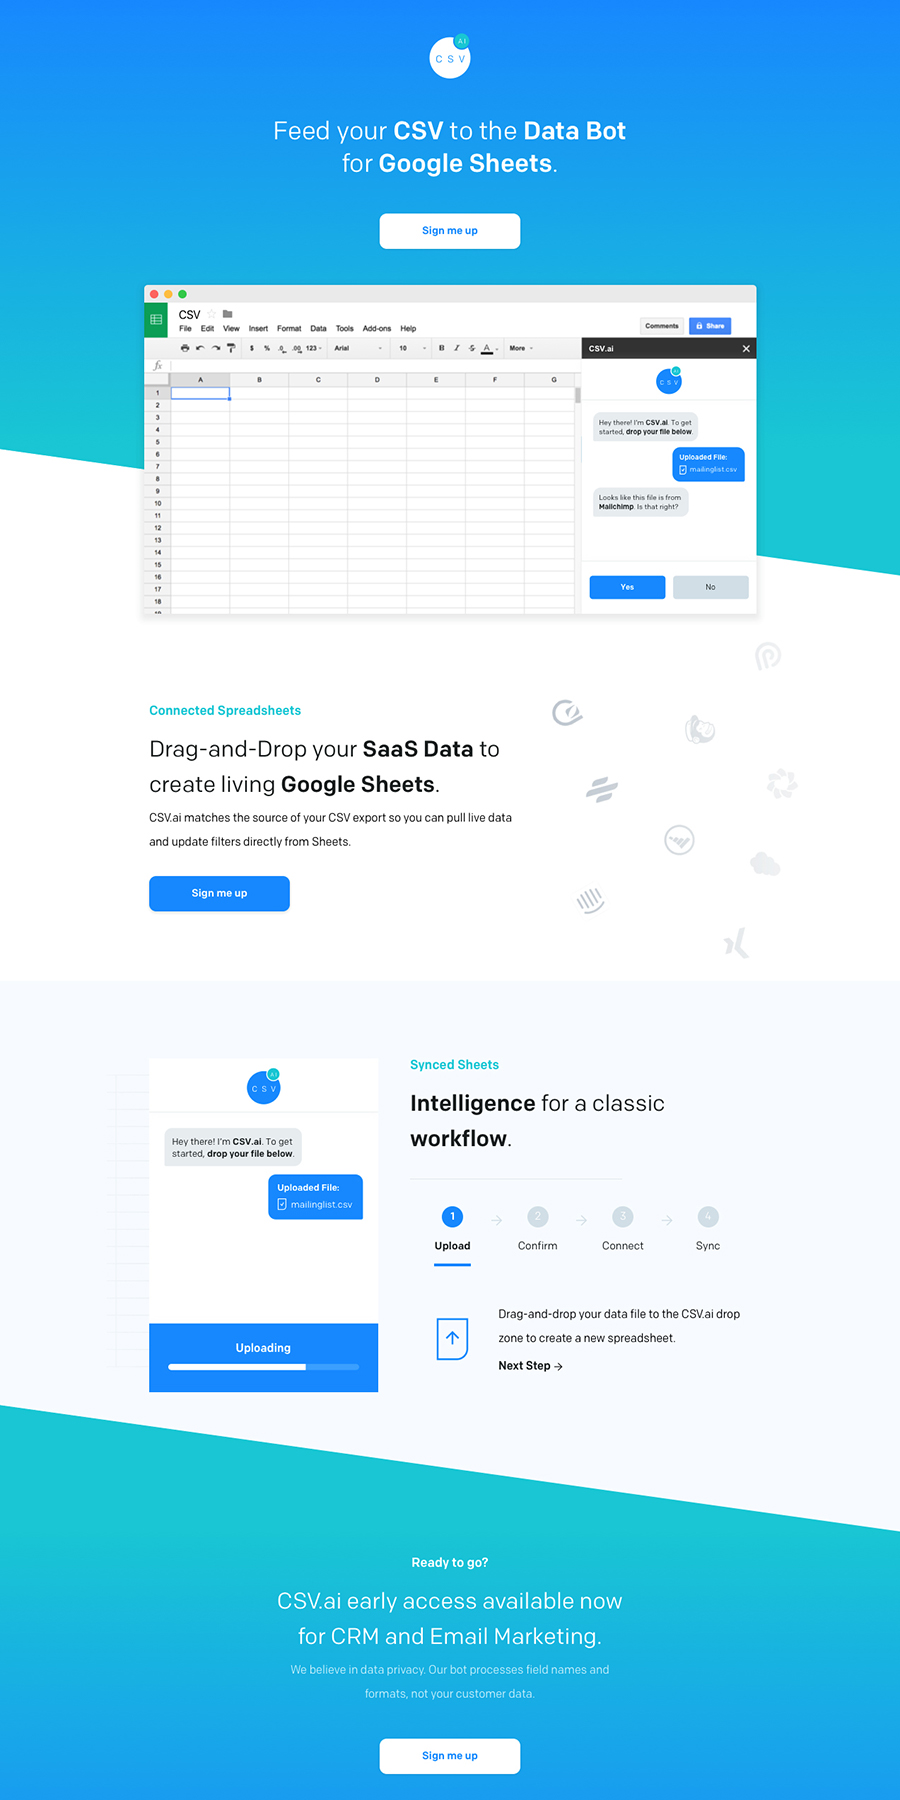 AI
C S V
Feed your CSV to the Data Bot
for Google Sheets.
Sign me up
CSV
File Edit View Insert Format Data Tools Add-ons Help
Comments
Share
$ % .0 .00 123 Arial 10 B I S A More
CSV.ai
fx
A B C D E F G
1
2
3
4
5
6
7
8
9
10
11
12
13
14
15
16
17
18
19
AI
C S V
Hey there! I'm CSV.ai. To get
started, drop your file below.
Uploaded File:
mailinglist.csv
Looks like this file is from
Mailchimp. Is that right?
Yes
No
Connected Spreadsheets
Drag-and-Drop your SaaS Data to
create living Google Sheets.
CSV.ai matches the source of your CSV export so you can pull live data
and update filters directly from Sheets.
Sign me up
AI
C S V
Hey there! I'm CSV.ai. To get
started, drop your file below.
Uploaded File:
mailinglist.csv
Uploading
Synced Sheets
Intelligence for a classic
workflow.
1 2 3 4
Upload Confirm Connect Sync
Drag-and-drop your data file to the CSV.ai drop
zone to create a new spreadsheet.
Next Step →
Ready to go?
CSV.ai early access available now
for CRM and Email Marketing.
We believe in data privacy. Our bot processes field names and
formats, not your customer data.
Sign me up